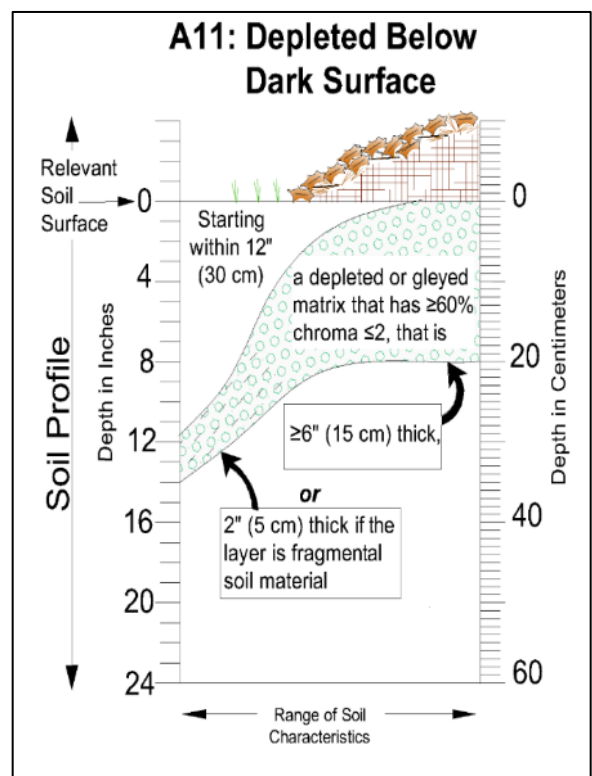 A11: Depleted Below
Dark Surface
Relevant
Soil
Surface
0
0
Starting
within 12"
(30 cm)
4
a depleted or gleyed
matrix that has ≥60%
chroma ≤2, that is
8
20
≥6" (15 cm) thick,
12
or
2" (5 cm) thick if the
layer is fragmental
soil material
16
40
20
24
60
Soil Profile
Depth in Inches
Depth in Centimeters
Range of Soil
Characteristics